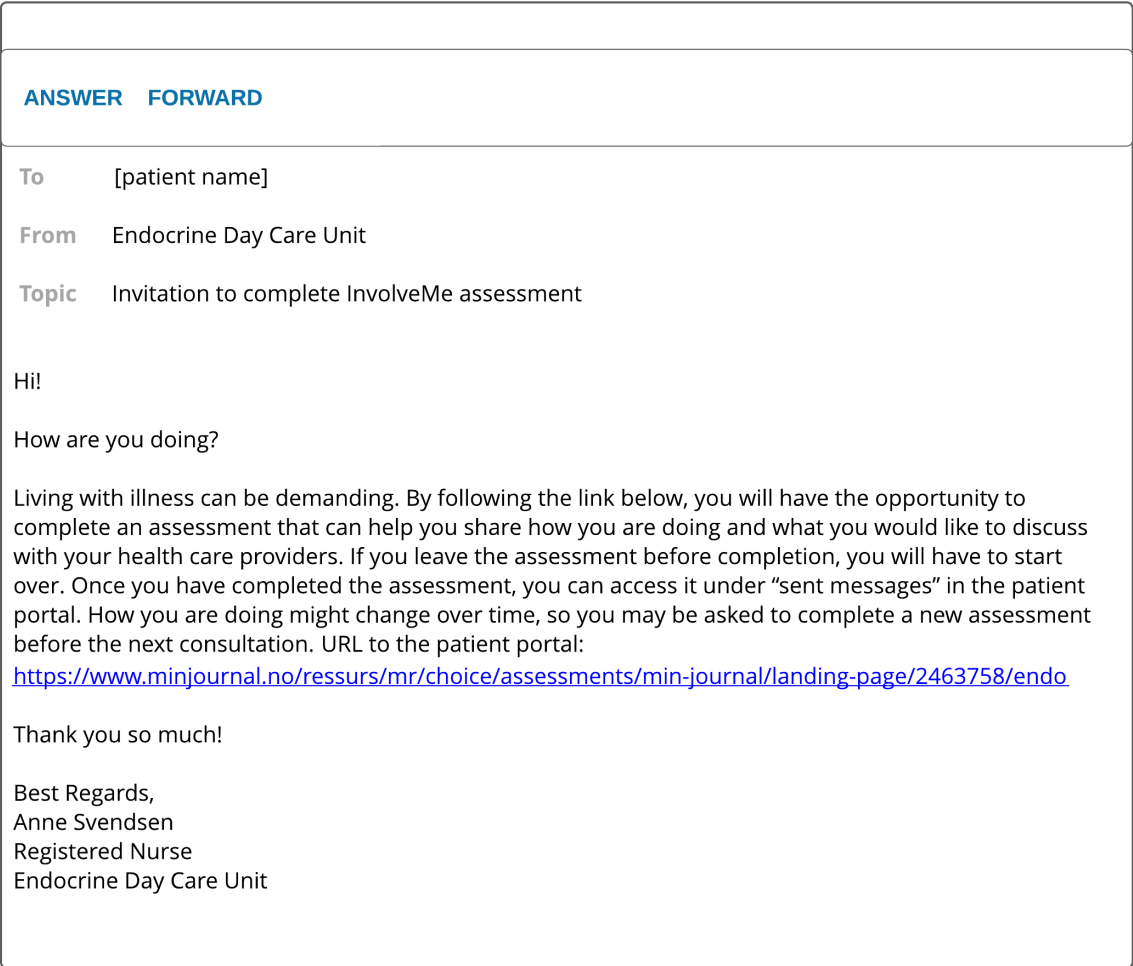 ANSWER FORWARD
To [patient name]
From Endocrine Day Care Unit
Topic Invitation to complete InvolveMe assessment
Hi!
How are you doing?
Living with illness can be demanding. By following the link below, you will have the opportunity to
complete an assessment that can help you share how you are doing and what you would like to discuss
with your health care providers. If you leave the assessment before completion, you will have to start
over. Once you have completed the assessment, you can access it under “sent messages” in the patient
portal. How you are doing might change over time, so you may be asked to complete a new assessment
before the next consultation. URL to the patient portal:
https://www.minjournal.no/ressurs/mr/choice/assessments/min-journal/landing-page/2463758/endo
Thank you so much!
Best Regards,
Anne Svendsen
Registered Nurse
Endocrine Day Care Unit